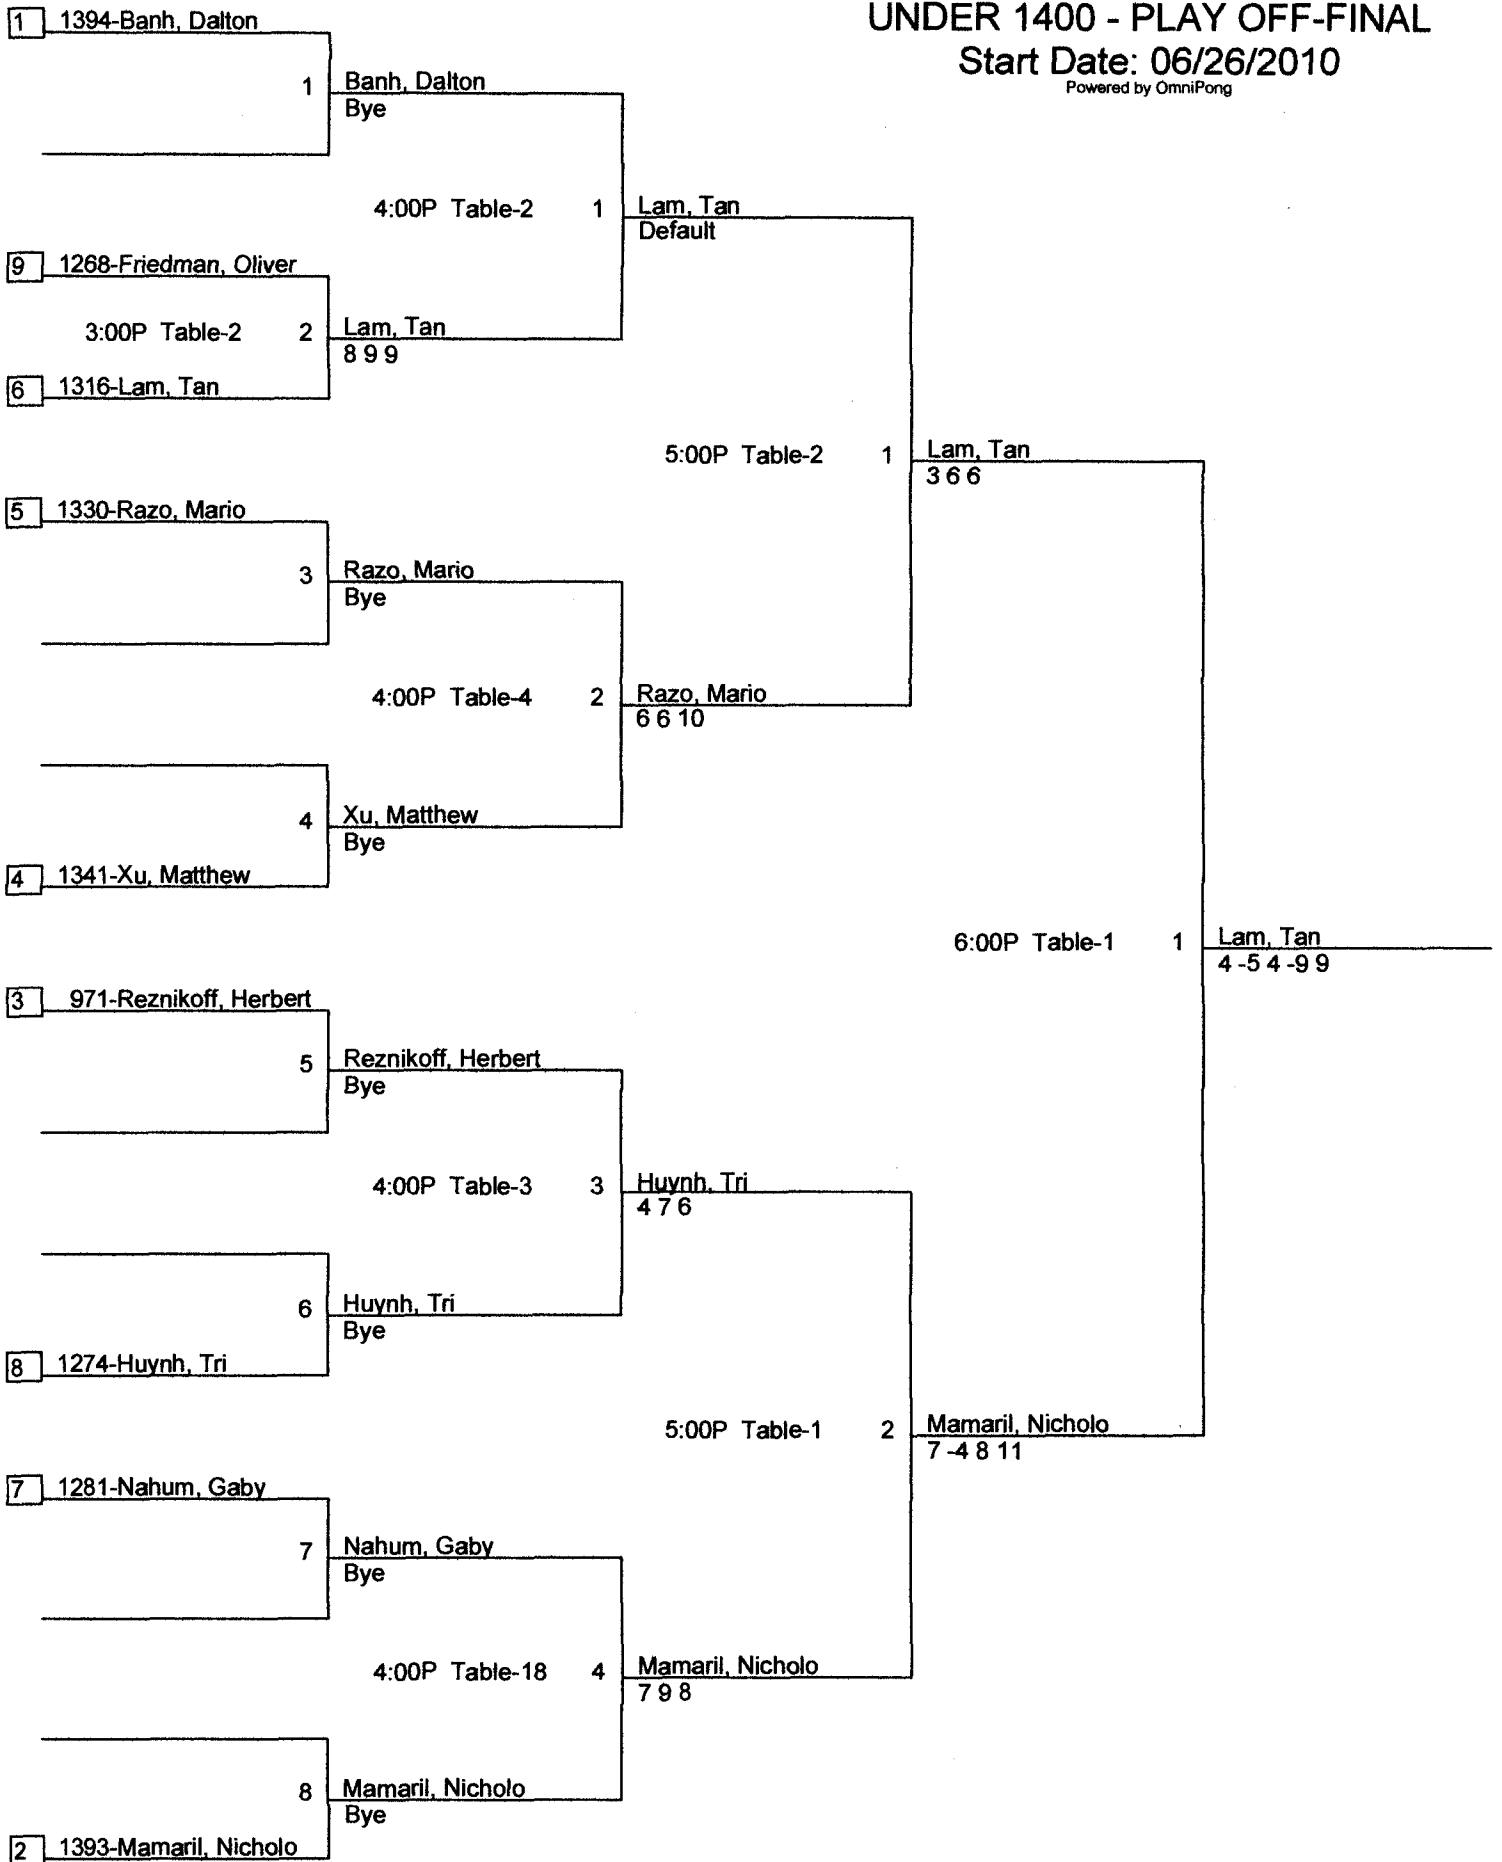 UNDER 1400 - PLAY OFF-FINAL
Start Date: 06/26/2010
Powered by OmniPong
1 1394-Banh, Dalton
1 Banh, Dalton
Bye
4:00P Table-2 1 Lam, Tan
Default
9 1268-Friedman, Oliver
3:00P Table-2 2 Lam, Tan
8 9 9
6 1316-Lam, Tan
5:00P Table-2 1 Lam, Tan
3 6 6
5 1330-Razo, Mario
3 Razo, Mario
Bye
4:00P Table-4 2 Razo, Mario
6 6 10
4 Xu, Matthew
Bye
4 1341-Xu, Matthew
6:00P Table-1 1 Lam, Tan
4 -5 4 -9 9
3 971-Reznikoff, Herbert
5 Reznikoff, Herbert
Bye
4:00P Table-3 3 Huynh, Tri
4 7 6
6 Huynh, Tri
Bye
8 1274-Huynh, Tri
5:00P Table-1 2 Mamaril, Nicholo
7 -4 8 11
7 1281-Nahum, Gaby
7 Nahum, Gaby
Bye
4:00P Table-18 4 Mamaril, Nicholo
7 9 8
8 Mamaril, Nicholo
Bye
2 1393-Mamaril, Nicholo